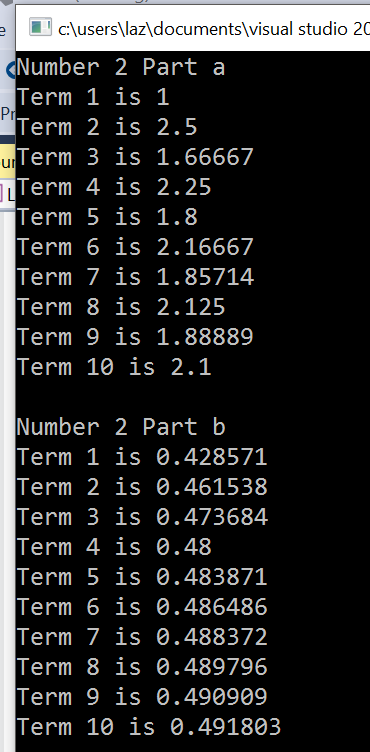 c:\users\laz\documents\visual studio 20
Number 2 Part a
Term 1 is 1
Term 2 is 2.5
Term 3 is 1.66667
Term 4 is 2.25
Term 5 is 1.8
Term 6 is 2.16667
Term 7 is 1.85714
Term 8 is 2.125
Term 9 is 1.88889
Term 10 is 2.1
Number 2 Part b
Term 1 is 0.428571
Term 2 is 0.461538
Term 3 is 0.473684
Term 4 is 0.48
Term 5 is 0.483871
Term 6 is 0.486486
Term 7 is 0.488372
Term 8 is 0.489796
Term 9 is 0.490909
Term 10 is 0.491803